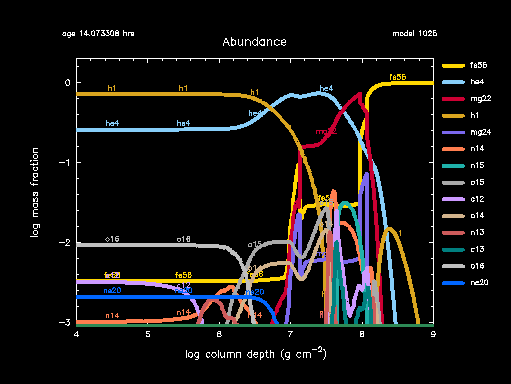 age 14.073308 hrs
model 1026
Abundance
fe56
he4
mg22
h1
mg24
n14
n15
o15
c12
o14
n13
c13
o16
ne20
log mass fraction
0
−1
−2
−3
h1 h1 h1
he4 he4 he4 he4
o16 o16 o15
fe56 fe56
ne20
n14 n14
c12
mg22
fe56
4 5 6 7 8 9
log column depth (g cm−2)